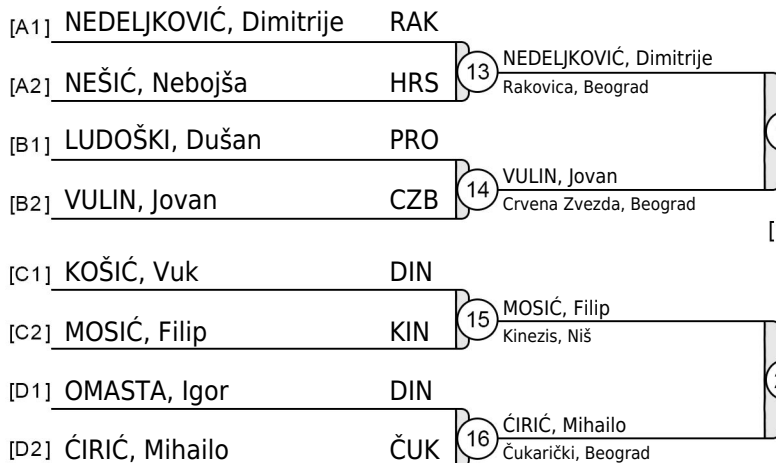 [A1] NEDELJKOVIĆ, Dimitrije RAK
[A2] NEŠIĆ, Nebojša HRS
13 NEDELJKOVIĆ, Dimitrije
Rakovica, Beograd
[B1] LUDOŠKI, Dušan PRO
[B2] VULIN, Jovan CZB
14 VULIN, Jovan
Crvena Zvezda, Beograd
[
[C1] KOŠIĆ, Vuk DIN
[C2] MOSIĆ, Filip KIN
15 MOSIĆ, Filip
Kinezis, Niš
[D1] OMASTA, Igor DIN
[D2] ĆIRIĆ, Mihailo ČUK
16 ĆIRIĆ, Mihailo
Čukarički, Beograd